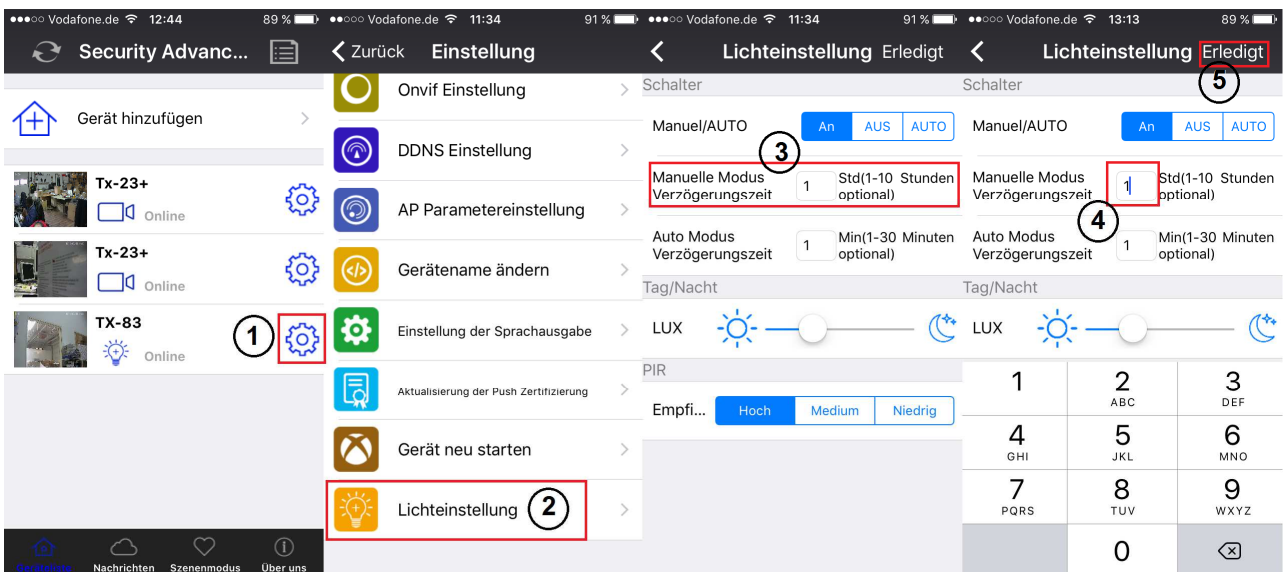 Vodafone.de 12:44 89 %
Security Advanc...
Gerät hinzufügen
Tx-23+
Online
Tx-23+
Online
TX-83
Online
1
Nachrichten Szenenmodus Über uns
Vodafone.de 11:34 91 %
Zurück Einstellung
Onvif Einstellung
DDNS Einstellung
AP Parametereinstellung
Gerätename ändern
Einstellung der Sprachausgabe
Aktualisierung der Push Zertifizierung
Gerät neu starten
Lichteinstellung
2
Vodafone.de 11:34 91 %
Lichteinstellung Erledigt
Schalter
Manuel/AUTO An AUS AUTO
3
Manuelle Modus
Verzögerungszeit
1
Std(1-10 Stunden
optional)
Auto Modus
Verzögerungszeit
1
Min(1-30 Minuten
optional)
Tag/Nacht
LUX
PIR
Empfi... Hoch Medium Niedrig
Vodafone.de 13:13 89 %
Lichteinstellung Erledigt
5
Schalter
Manuel/AUTO An AUS AUTO
Manuelle Modus
Verzögerungszeit
1
Std(1-10 Stunden
optional)
4
Auto Modus
Verzögerungszeit
1
Min(1-30 Minuten
optional)
Tag/Nacht
LUX
1 2 3
ABC DEF
4 5 6
GHI JKL MNO
7 8 9
PQRS TUV WXYZ
0